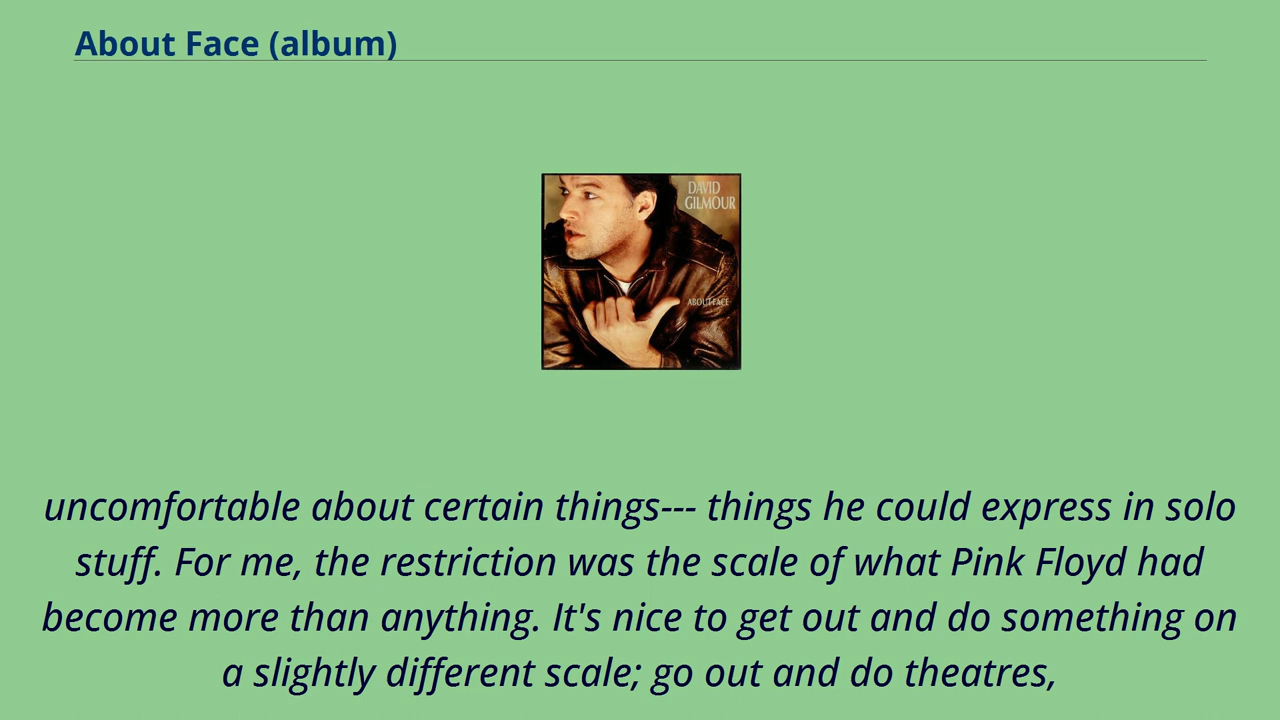 About Face (album)
DAVID
GILMOUR
ABOUT FACE
uncomfortable about certain things--- things he could express in solo
stuff. For me, the restriction was the scale of what Pink Floyd had
become more than anything. It's nice to get out and do something on
a slightly different scale; go out and do theatres,